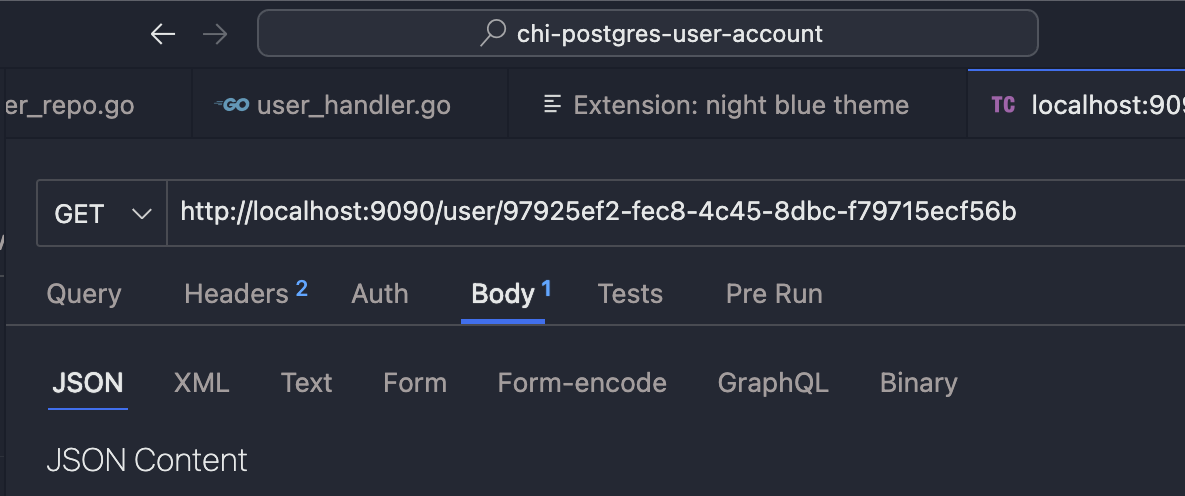 chi-postgres-user-account
er_repo.go
GO user_handler.go
Extension: night blue theme
TC localhost:909
GET http://localhost:9090/user/97925ef2-fec8-4c45-8dbc-f79715ecf56b
Query Headers 2 Auth Body 1 Tests Pre Run
JSON XML Text Form Form-encode GraphQL Binary
JSON Content